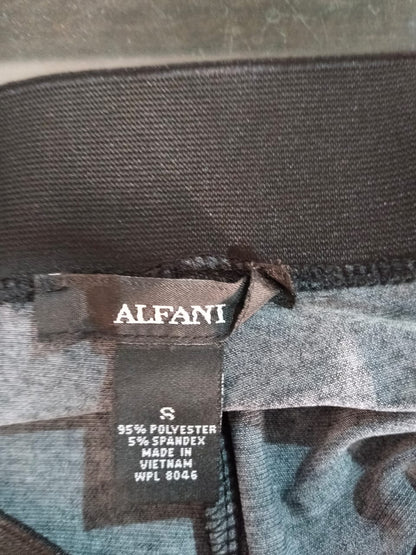 ALFANI
S
95% POLYESTER
5% SPANDEX
MADE IN
VIETNAM
WPL 8046